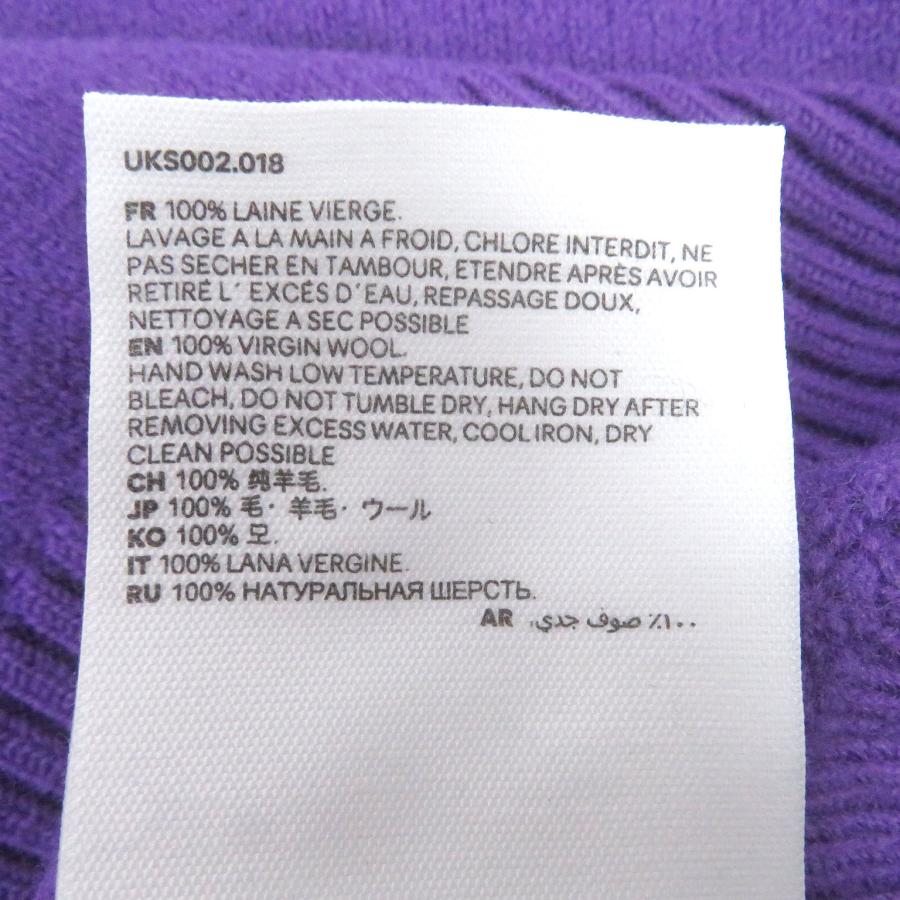 UKS002.018
FR 100% LAINE VIERGE.
LAVAGE A LA MAIN A FROID, CHLORE INTERDIT, NE
PAS SECHER EN TAMBOUR, ETENDRE APRÈS AVOIR
RETIRÉ L' EXCÉS D'EAU, REPASSAGE DOUX,
NETTOYAGE A SEC POSSIBLE
EN 100% VIRGIN WOOL.
HAND WASH LOW TEMPERATURE, DO NOT
BLEACH, DO NOT TUMBLE DRY, HANG DRY AFTER
REMOVING EXCESS WATER, COOL IRON, DRY
CLEAN POSSIBLE
CH 100% 纯羊毛.
JP 100% 毛· 羊毛· ウール
KO 100% 모.
IT 100% LANA VERGINE.
RU 100% НАТУРАЛЬНАЯ ШЕРСТЬ.
AR ١٠٠٪ صوف جدي.